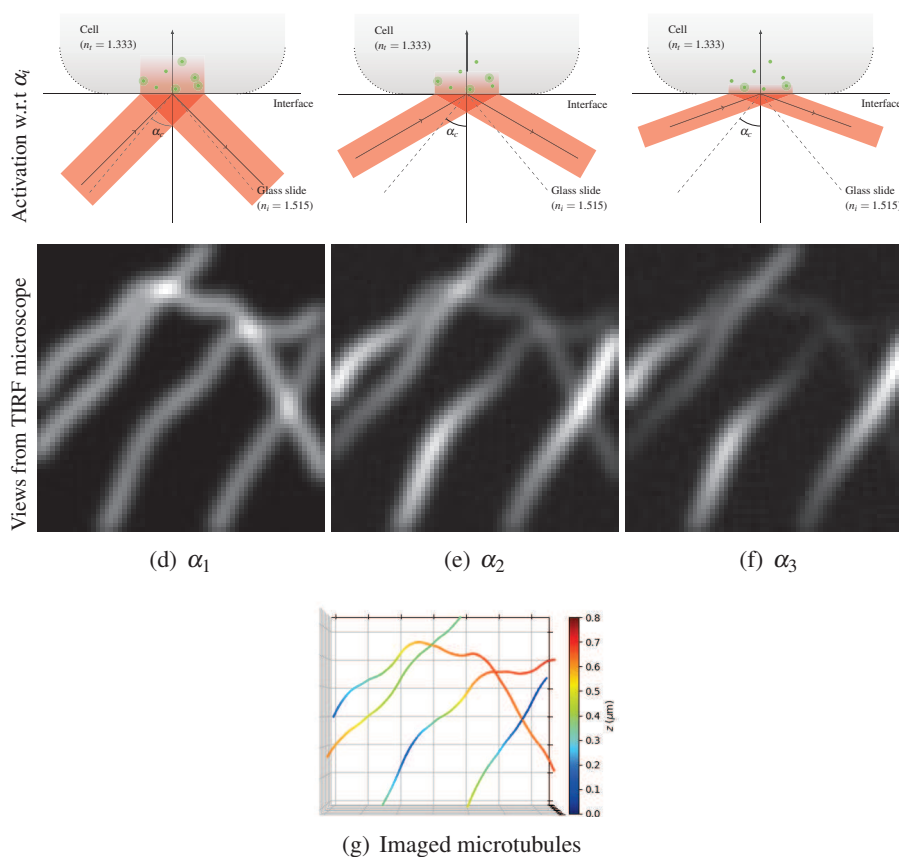 Activation w.r.t α_i
Cell
(n_t = 1.333)
Interface
α_c
Glass slide
(n_i = 1.515)
Cell
(n_t = 1.333)
Interface
α_c
Glass slide
(n_i = 1.515)
Cell
(n_t = 1.333)
Interface
α_c
Glass slide
(n_i = 1.515)
Views from TIRF microscope
(d) α_1
(e) α_2
(f) α_3
0.8
0.7
0.6
0.5
0.4
0.3
0.2
0.1
0.0
z (μm)
(g) Imaged microtubules